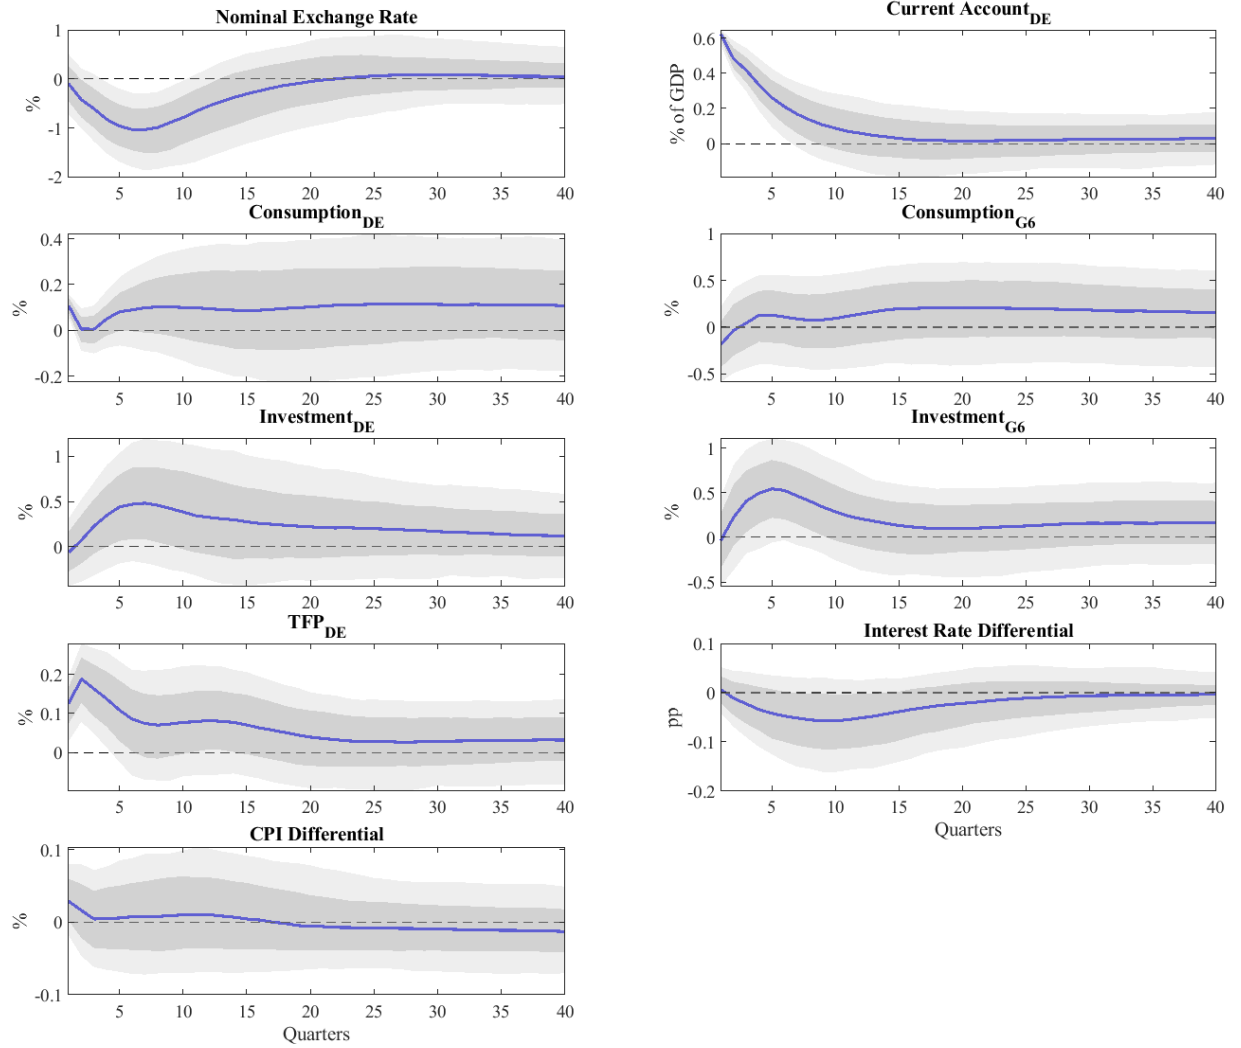 Nominal Exchange Rate
1
0
-1
-2
%
5 10 15 20 25 30 35 40
Current Account_DE
0.6
0.4
0.2
0
% of GDP
5 10 15 20 25 30 35 40
Consumption_DE
0.4
0.2
0
-0.2
%
5 10 15 20 25 30 35 40
Consumption_G6
1
0.5
0
-0.5
%
5 10 15 20 25 30 35 40
Investment_DE
1
0.5
0
%
5 10 15 20 25 30 35 40
Investment_G6
1
0.5
0
-0.5
%
5 10 15 20 25 30 35 40
TFP_DE
0.2
0.1
0
%
5 10 15 20 25 30 35 40
Interest Rate Differential
0.1
0
-0.1
-0.2
pp
5 10 15 20 25 30 35 40
Quarters
CPI Differential
0.1
0
-0.1
%
5 10 15 20 25 30 35 40
Quarters